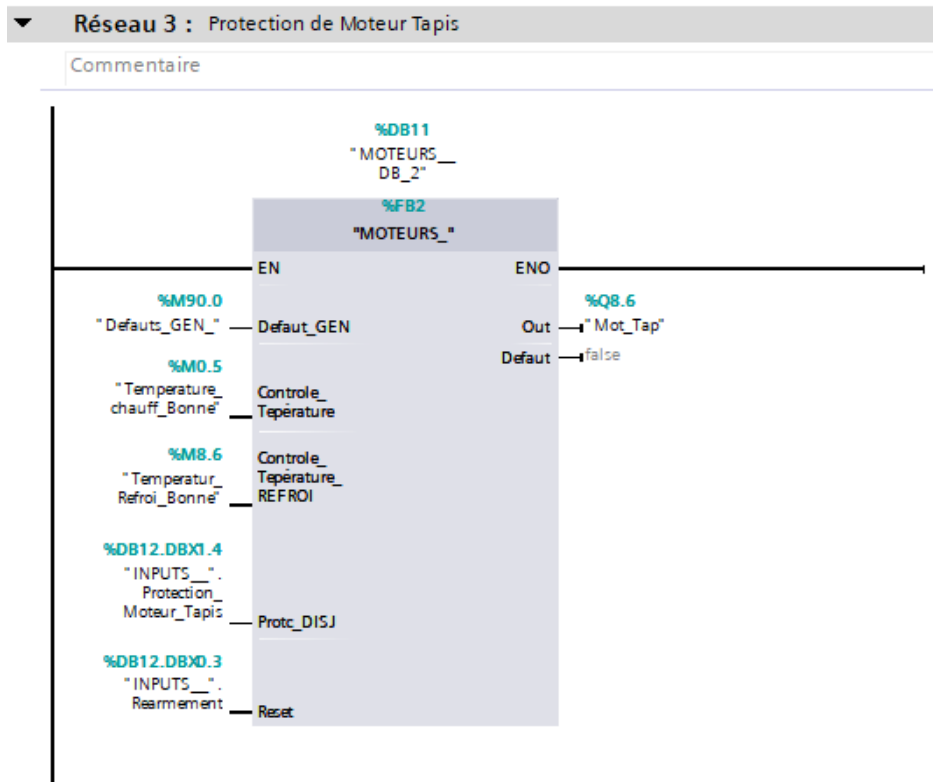 Réseau 3 : Protection de Moteur Tapis
Commentaire
%DB11
"MOTEURS__
DB_2"
%FB2
"MOTEURS_"
EN
ENO
%M90.0
"Defauts_GEN_"
Defaut_GEN
%Q8.6
Out
"Mot_Tap"
Defaut
false
%M0.5
"Temperature_
chauff_Bonne"
Controle_
Tepèrature
%M8.6
"Temperatur_
Refroi_Bonne"
Controle_
Tepèrature_
REFROI
%DB12.DBX1.4
"INPUTS__".
Protection_
Moteur_Tapis
Protc_DISJ
%DB12.DBX0.3
"INPUTS__".
Rearmement
Reset